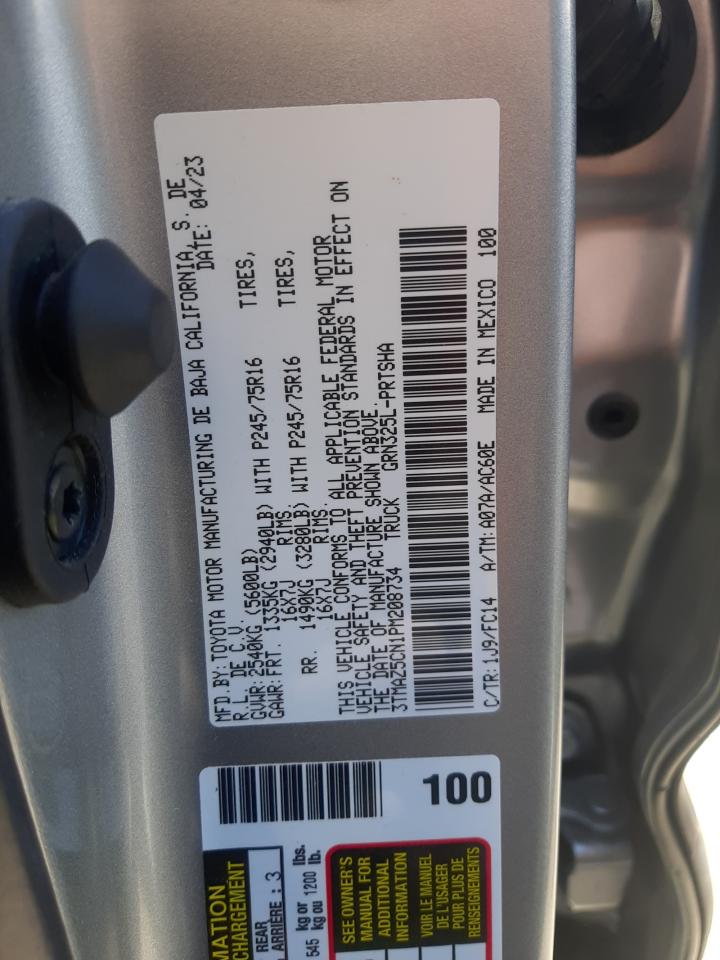 MFD.BY:TOYOTA MOTOR MANUFACTURING DE BAJA CALIFORNIA, S. DE
R. L. DE C.V. DATE: 04/23
GVWR: 2540KG (5600LB)
GAWR:FRT. 1335KG (2940LB) WITH P245/75R16 TIRES,
16X7J RIMS.
RR. 1490KG (3280LB) WITH P245/75R16 TIRES,
16X7J RIMS.
THIS VEHICLE CONFORMS TO ALL APPLICABLE FEDERAL MOTOR
VEHICLE SAFETY AND THEFT PREVENTION STANDARDS IN EFFECT ON
THE DATE OF MANUFACTURE SHOWN ABOVE.
3TMAZ5CN1PM208734 TRUCK GRN325L-PRTSHA
C/TR:1J9/FC14 A/TM:A07A/AC60E MADE IN MEXICO 100
100
REAR
ARRIÈRE : 3
545 kg or 1200 lbs.
kg ou lb.
SEE OWNER'S
MANUAL FOR
ADDITIONAL
INFORMATION
VOIR LE MANUEL
DE L'USAGER
POUR PLUS DE
RENSEIGNEMENTS